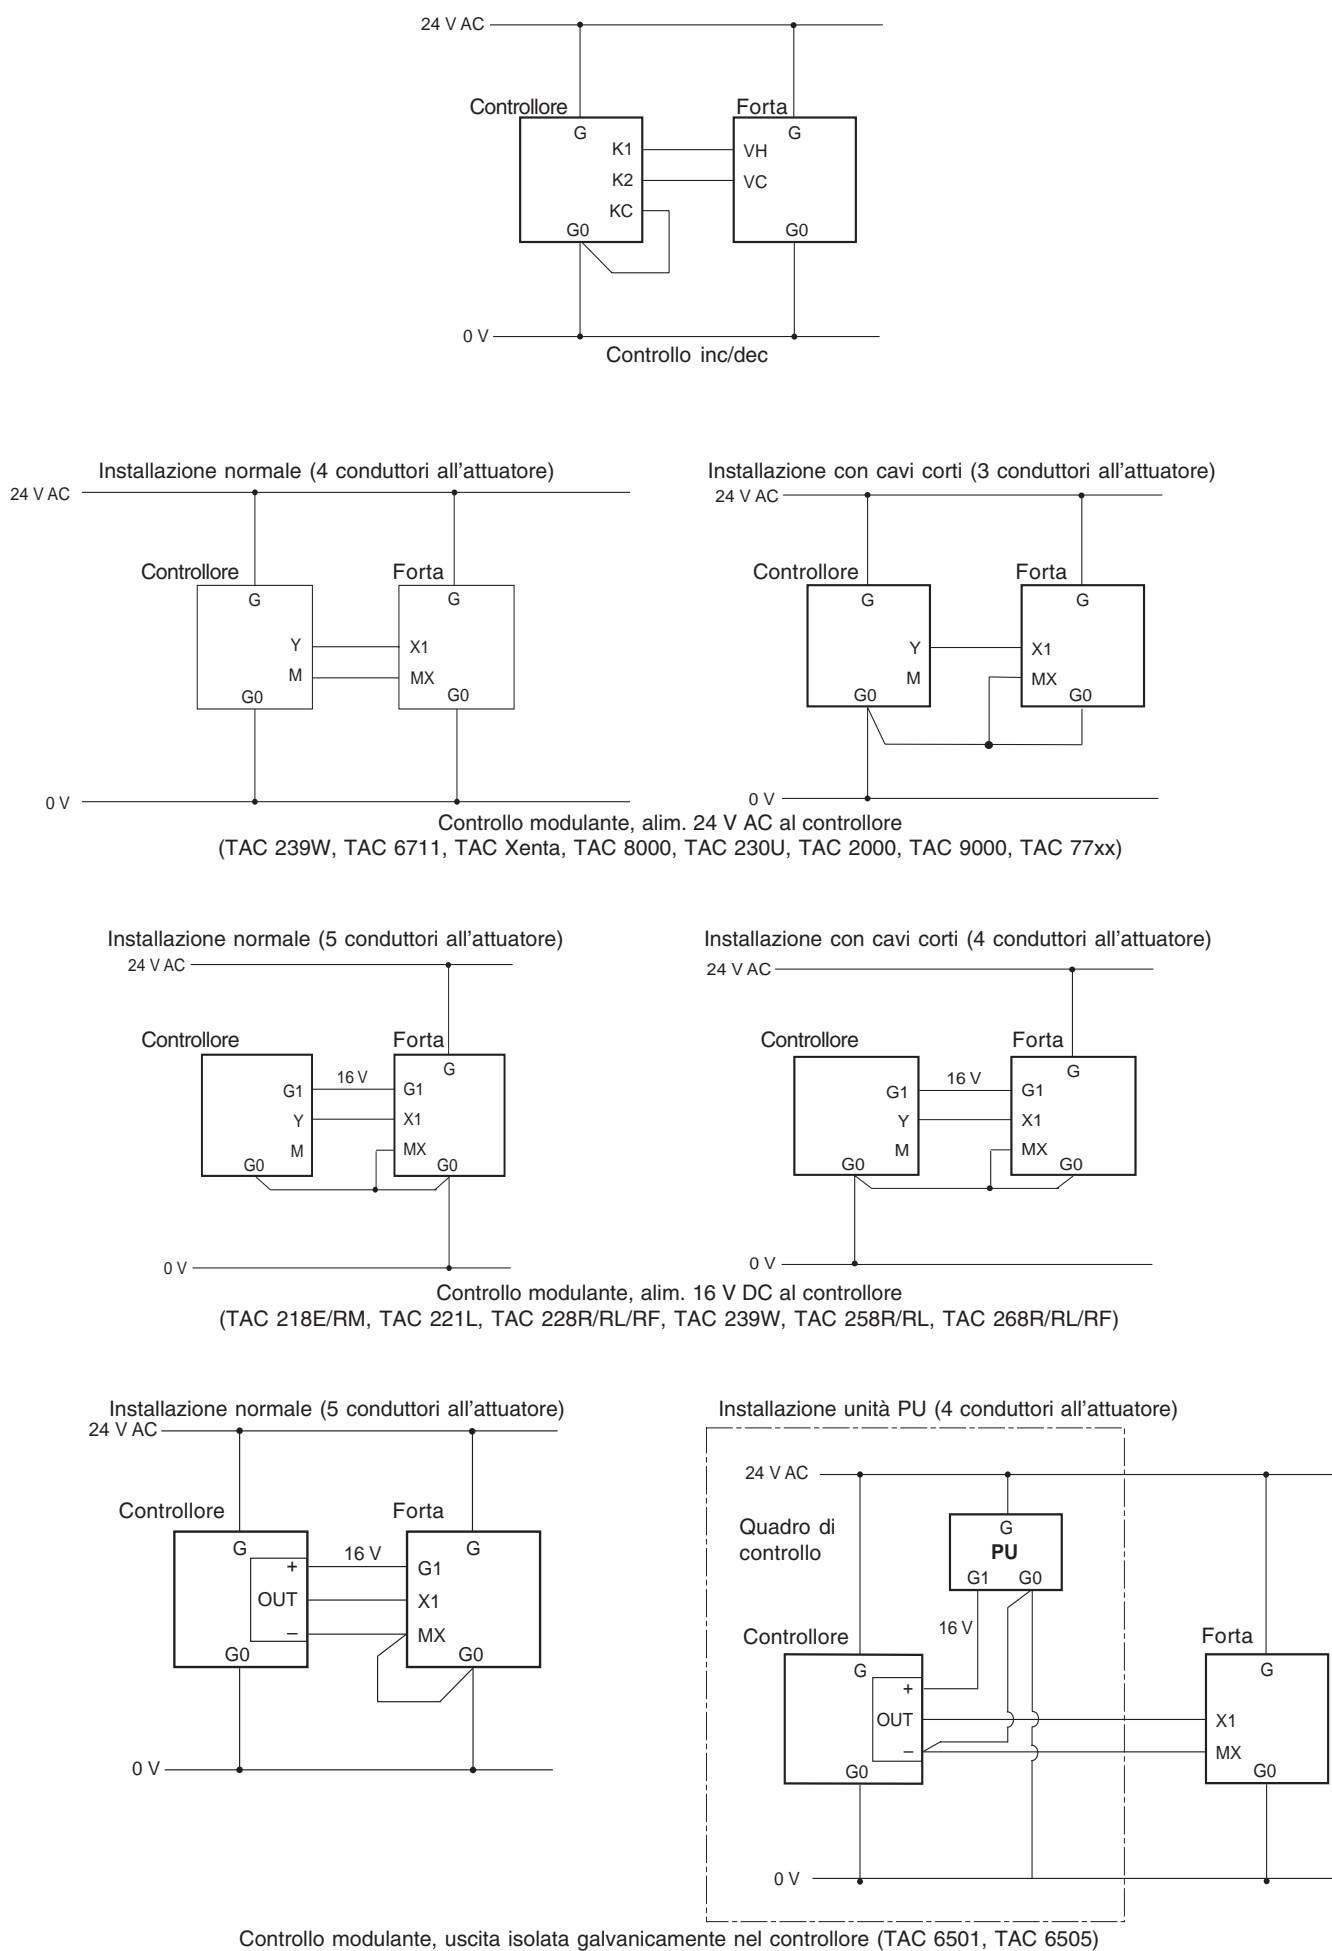 24 V AC
Controllore
Forta
G
G
K1
VH
K2
VC
KC
G0
G0
0 V
Controllo inc/dec
Installazione normale (4 conduttori all'attuatore)
24 V AC
Controllore
Forta
G
G
Y
X1
M
MX
G0
G0
0 V
Installazione con cavi corti (3 conduttori all'attuatore)
24 V AC
Controllore
Forta
G
G
Y
X1
M
MX
G0
G0
0 V
Controllo modulante, alim. 24 V AC al controllore
(TAC 239W, TAC 6711, TAC Xenta, TAC 8000, TAC 230U, TAC 2000, TAC 9000, TAC 77xx)
Installazione normale (5 conduttori all'attuatore)
24 V AC
Controllore
Forta
G
G1
16 V
G1
Y
X1
M
MX
G0
G0
0 V
Installazione con cavi corti (4 conduttori all'attuatore)
24 V AC
Controllore
Forta
G
G1
16 V
G1
Y
X1
M
MX
G0
G0
0 V
Controllo modulante, alim. 16 V DC al controllore
(TAC 218E/RM, TAC 221L, TAC 228R/RL/RF, TAC 239W, TAC 258R/RL, TAC 268R/RL/RF)
Installazione normale (5 conduttori all'attuatore)
24 V AC
Controllore
Forta
G
G
+
16 V
G1
OUT
X1
–
MX
G0
G0
0 V
Installazione unità PU (4 conduttori all'attuatore)
24 V AC
Quadro di
controllo
G
PU
G1
G0
16 V
Controllore
Forta
G
G
+
OUT
X1
–
MX
G0
G0
0 V
Controllo modulante, uscita isolata galvanicamente nel controllore (TAC 6501, TAC 6505)